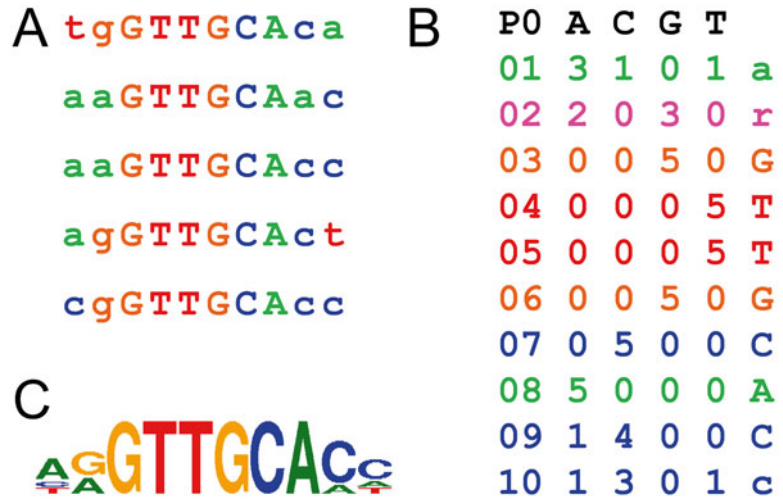 A
tgGTTGCAca
aaGTTGCAac
aaGTTGCAcc
agGTTGCAct
cgGTTGCAcc
B
P0 A C G T
01 3 1 0 1 a
02 2 0 3 0 r
03 0 0 5 0 G
04 0 0 0 5 T
05 0 0 0 5 T
06 0 0 5 0 G
07 0 5 0 0 C
08 5 0 0 0 A
09 1 4 0 0 C
10 1 3 0 1 c
C
AGGTTGCACC